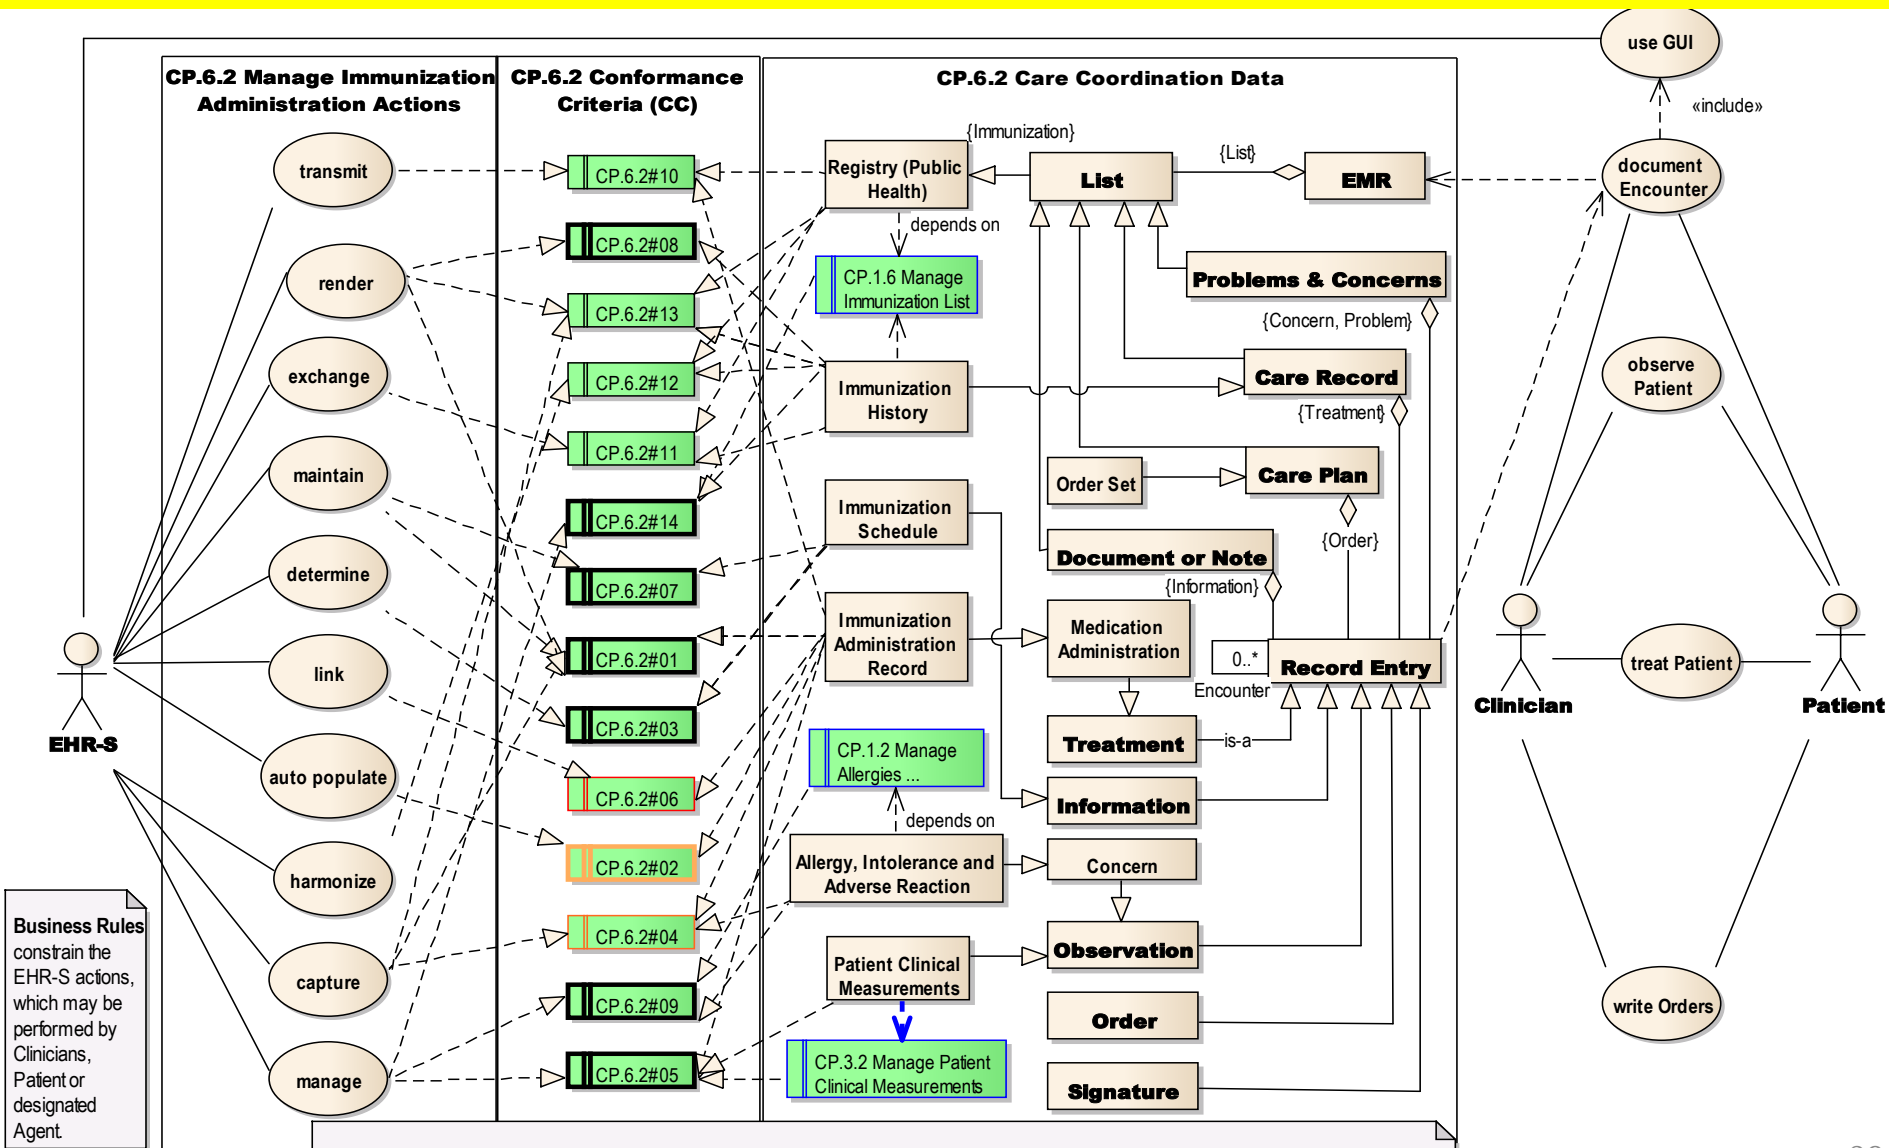 use GUI
CP.6.2 Manage Immunization
Administration Actions
CP.6.2 Conformance
Criteria (CC)
CP.6.2 Care Coordination Data
«include»
transmit
render
exchange
maintain
determine
link
auto populate
harmonize
capture
manage
EHR-S
Business Rules
constrain the
EHR-S actions,
which may be
performed by
Clinicians,
Patient or
designated
Agent.
CP.6.2#10
CP.6.2#08
CP.6.2#13
CP.6.2#12
CP.6.2#11
CP.6.2#14
CP.6.2#07
CP.6.2#01
CP.6.2#03
CP.6.2#06
CP.6.2#02
CP.6.2#04
CP.6.2#09
CP.6.2#05
{Immunization}
Registry (Public
Health)
depends on
CP.1.6 Manage
Immunization List
Immunization
History
Immunization
Schedule
Immunization
Administration
Record
CP.1.2 Manage
Allergies ...
depends on
Allergy, Intolerance and
Adverse Reaction
Patient Clinical
Measurements
CP.3.2 Manage Patient
Clinical Measurements
List
{List}
EMR
Problems & Concerns
{Concern, Problem}
Care Record
{Treatment}
Order Set
Care Plan
{Order}
Document or Note
{Information}
Medication
Administration
0..*
Encounter
Record Entry
Treatment
is-a
Information
Concern
Observation
Order
Signature
document
Encounter
observe
Patient
treat Patient
Clinician
Patient
write Orders